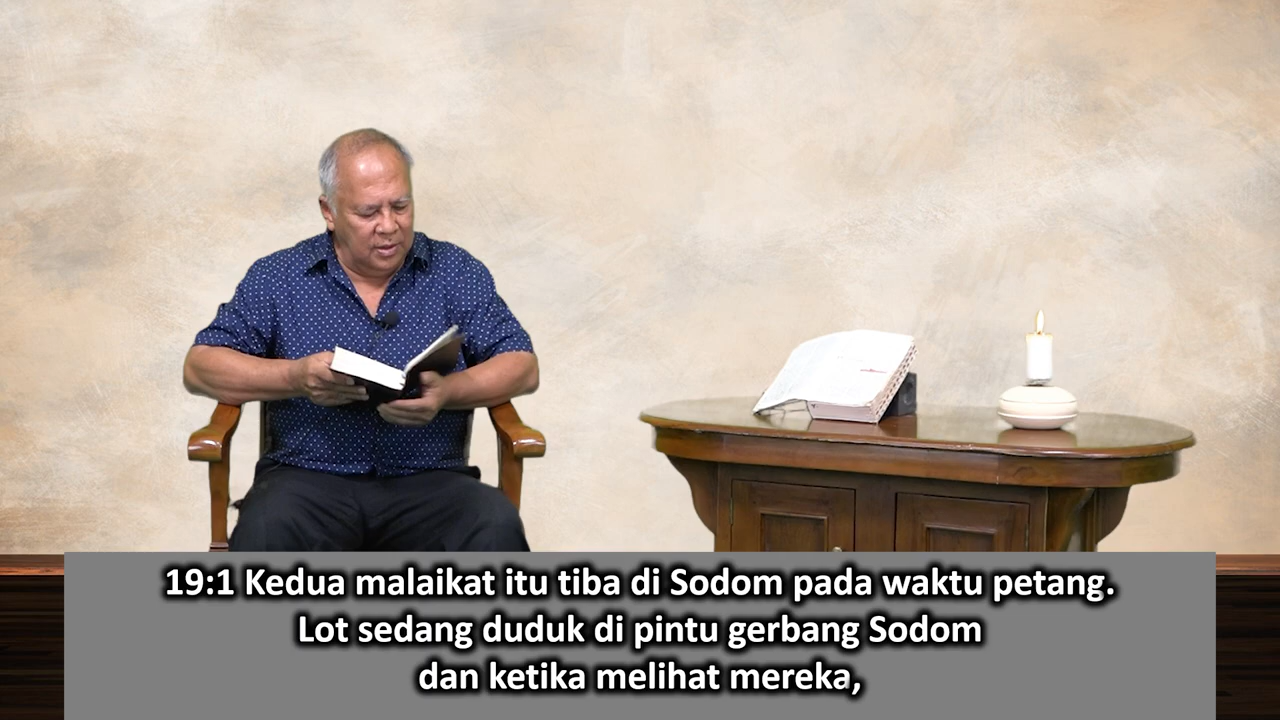 19:1 Kedua malaikat itu tiba di Sodom pada waktu petang.
Lot sedang duduk di pintu gerbang Sodom
dan ketika melihat mereka,